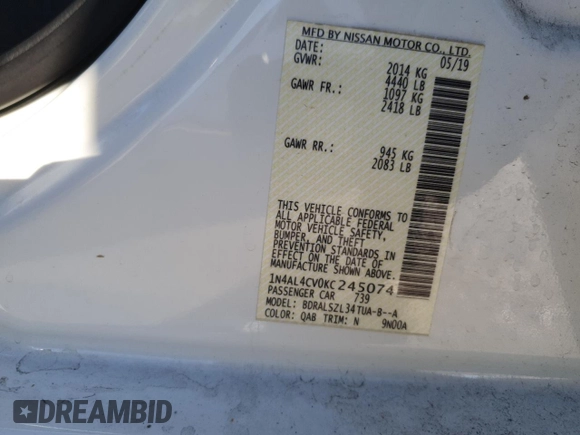 MFD BY NISSAN MOTOR CO., LTD.
DATE: 05/19
GVWR: 2014 KG
4440 LB
GAWR FR.: 1097 KG
2418 LB
GAWR RR.: 945 KG
2083 LB
THIS VEHICLE CONFORMS TO
ALL APPLICABLE FEDERAL
MOTOR VEHICLE SAFETY,
BUMPER, AND THEFT
PREVENTION STANDARDS IN
EFFECT ON THE DATE OF
MANUFACTURE SHOWN ABOVE.
1N4AL4CV0KC245074
PASSENGER CAR 739
MODEL: BDRALSZL34TUA-8--A
COLOR: QAB TRIM: N 9N00A
DREAMBID